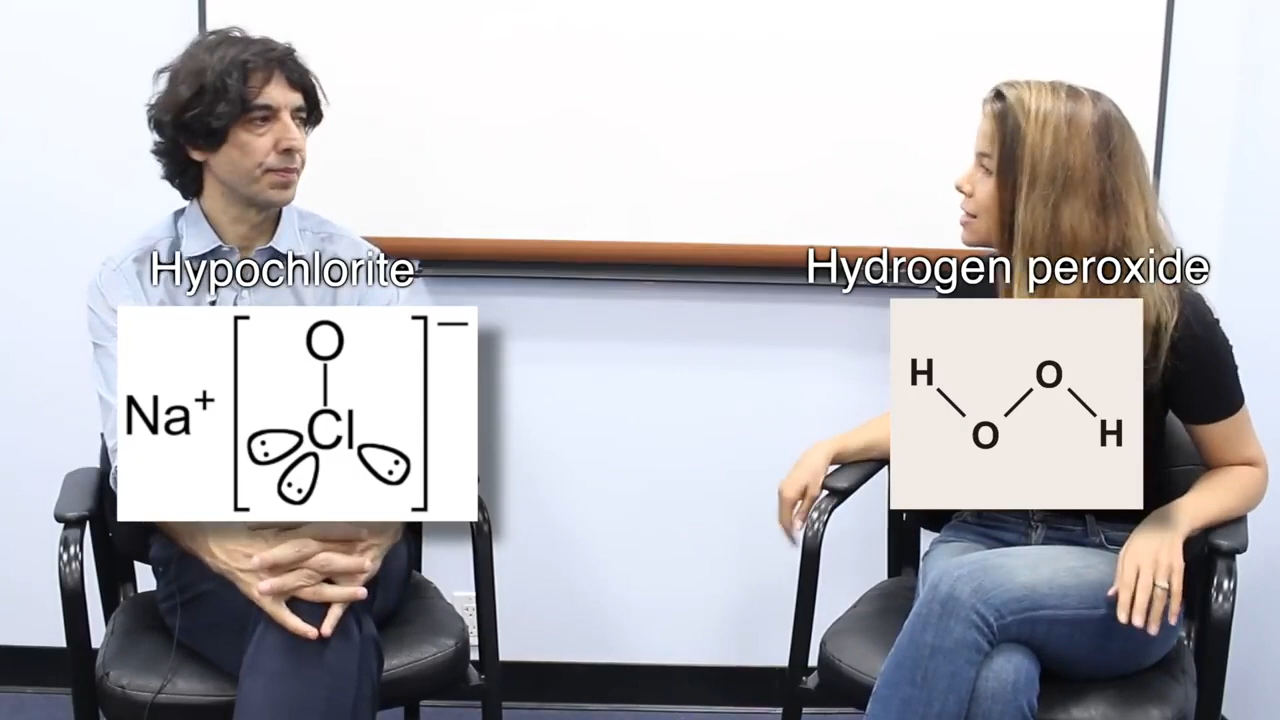 Hypochlorite
Na+ [O Cl]−
Hydrogen peroxide
H O
O H